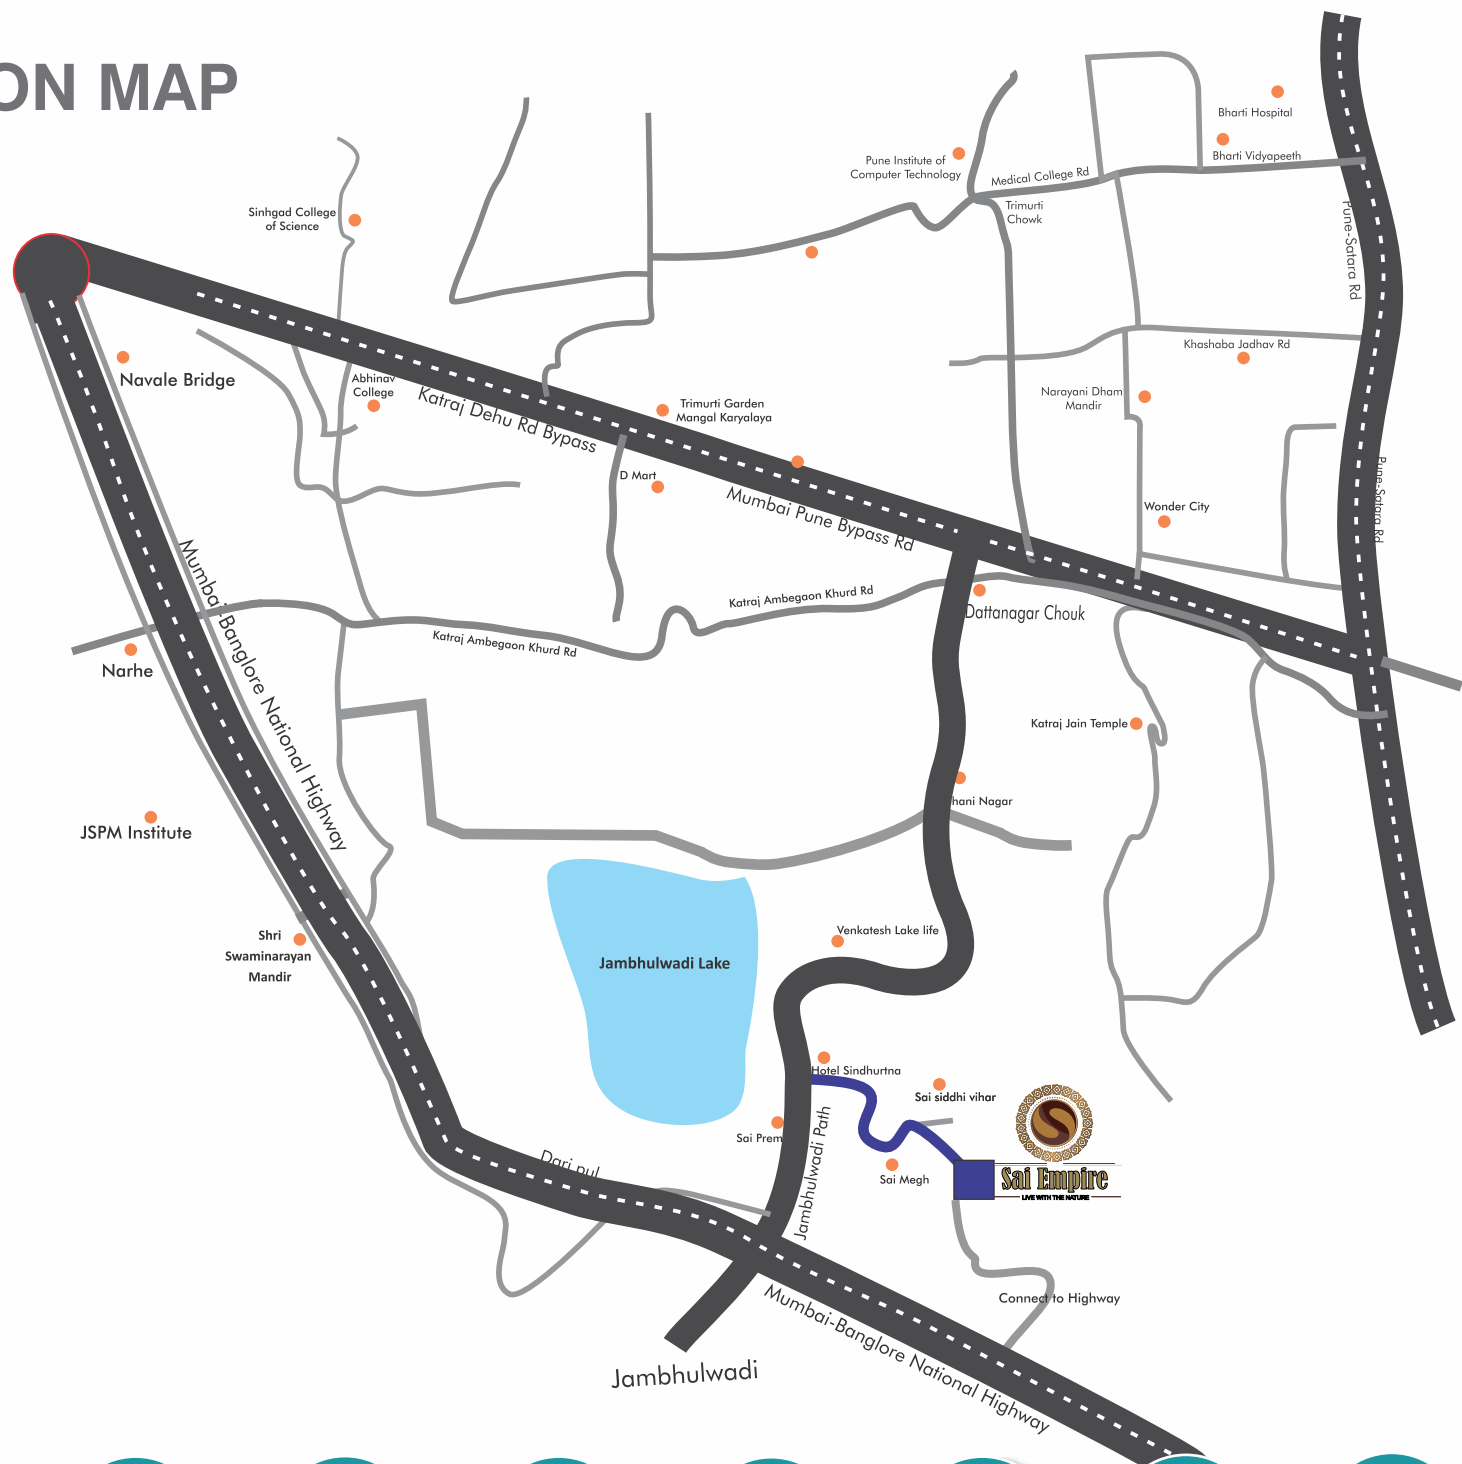 ON MAP
Bharti Hospital
Bharti Vidyapeeth
Pune Institute of
Computer Technology
Medical College Rd
Trimurti
Chowk
Sinhgad College
of Science
Pune-Satara Rd
Khashaba Jadhav Rd
Navale Bridge
Abhinav
College
Katraj Dehu Rd Bypass
Trimurti Garden
Mangal Karyalaya
Narayani Dham
Mandir
D Mart
Mumbai Pune Bypass Rd
Wonder City
Pune-Satara Rd
Mumbai-Banglore National Highway
Katraj Ambegaon Khurd Rd
Katraj Ambegaon Khurd Rd
Dattanagar Chouk
Narhe
Katraj Jain Temple
hani Nagar
JSPM Institute
Shri
Swaminarayan
Mandir
Venkatesh Lake life
Jambhulwadi Lake
Hotel Sindhurtna
Sai siddhi vihar
Sai Prem
Jambhulwadi Path
Sai Megh
Sai Empire
LIVE WITH THE NATURE
Dari pul
Connect to Highway
Mumbai-Banglore National Highway
Jambhulwadi